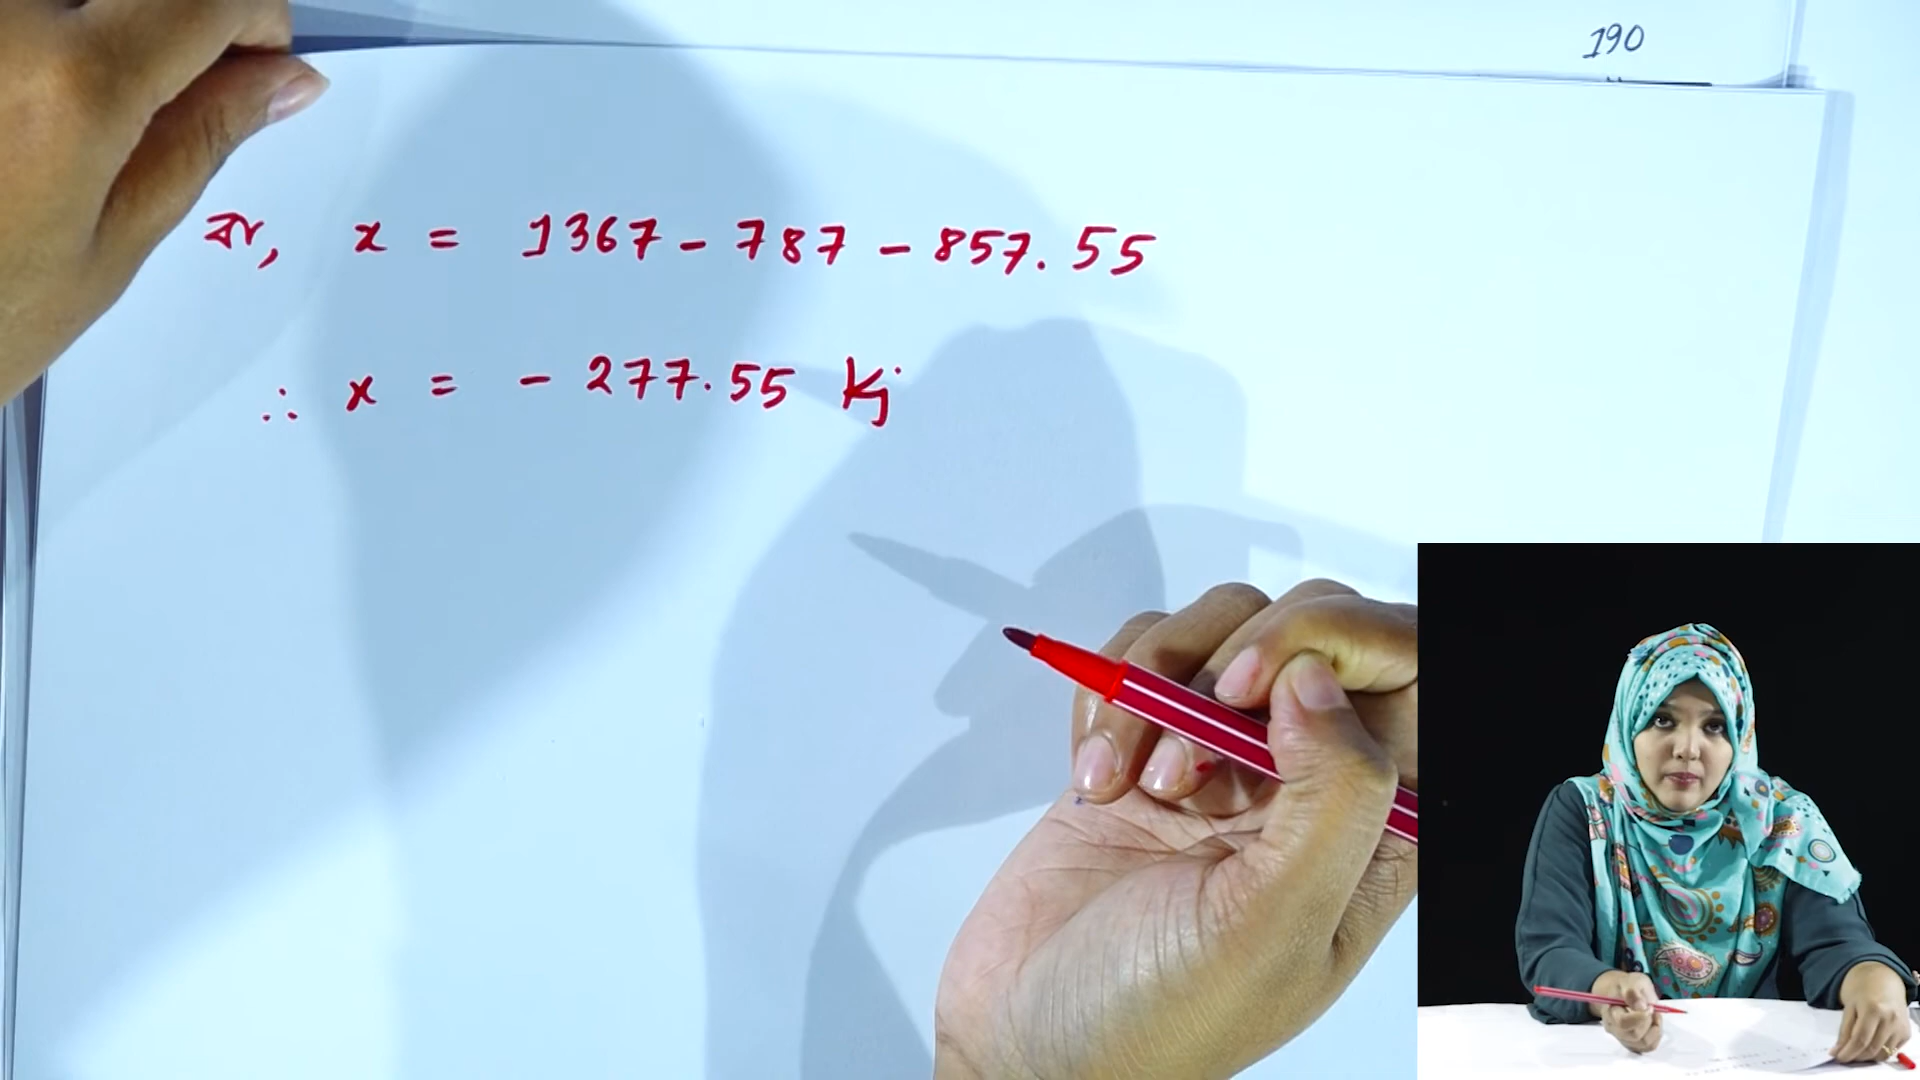 190
বা, x = 1367 - 787 - 857.55
∴ x = - 277.55 Kj